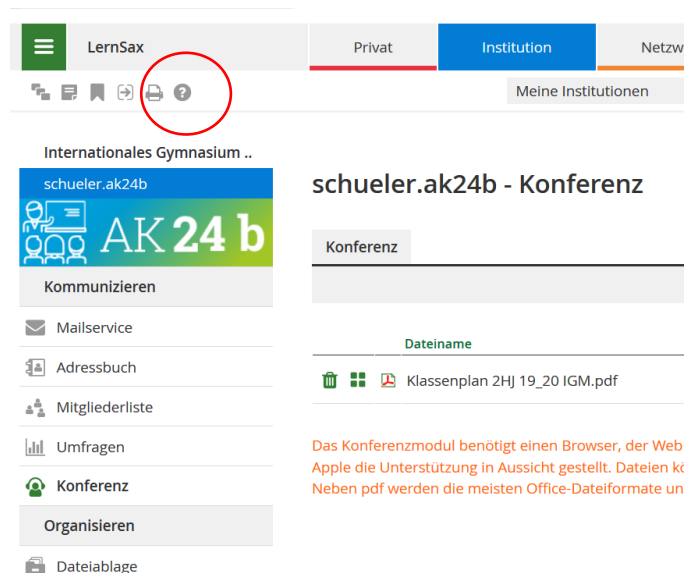 LernSax
Privat
Institution
Netzw
Meine Institutionen
Internationales Gymnasium ..
schueler.ak24b
AK 24 b
Kommunizieren
Mailservice
Adressbuch
Mitgliederliste
Umfragen
Konferenz
Organisieren
Dateiablage
schueler.ak24b - Konferenz
Konferenz
Dateiname
Klassenplan 2HJ 19_20 IGM.pdf
Das Konferenzmodul benötigt einen Browser, der Web
Apple die Unterstützung in Aussicht gestellt. Dateien kö
Neben pdf werden die meisten Office-Dateiformate un